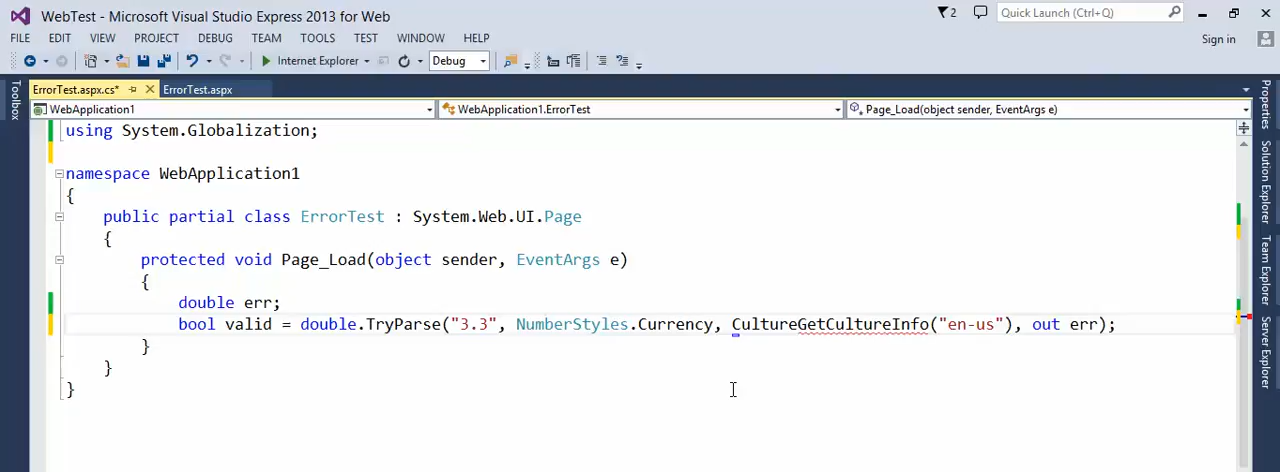 WebTest - Microsoft Visual Studio Express 2013 for Web
2
Quick Launch (Ctrl+Q)
FILE EDIT VIEW PROJECT DEBUG TEAM TOOLS TEST WINDOW HELP
Sign in
Internet Explorer
Debug
ErrorTest.aspx.cs*
ErrorTest.aspx
WebApplication1
WebApplication1.ErrorTest
Page_Load(object sender, EventArgs e)
using System.Globalization;
namespace WebApplication1
{
public partial class ErrorTest : System.Web.UI.Page
{
protected void Page_Load(object sender, EventArgs e)
{
double err;
bool valid = double.TryParse("3.3", NumberStyles.Currency, CultureGetCultureInfo("en-us"), out err);
}
}
}
Toolbox
Properties
Solution Explorer
Team Explorer
Server Explorer